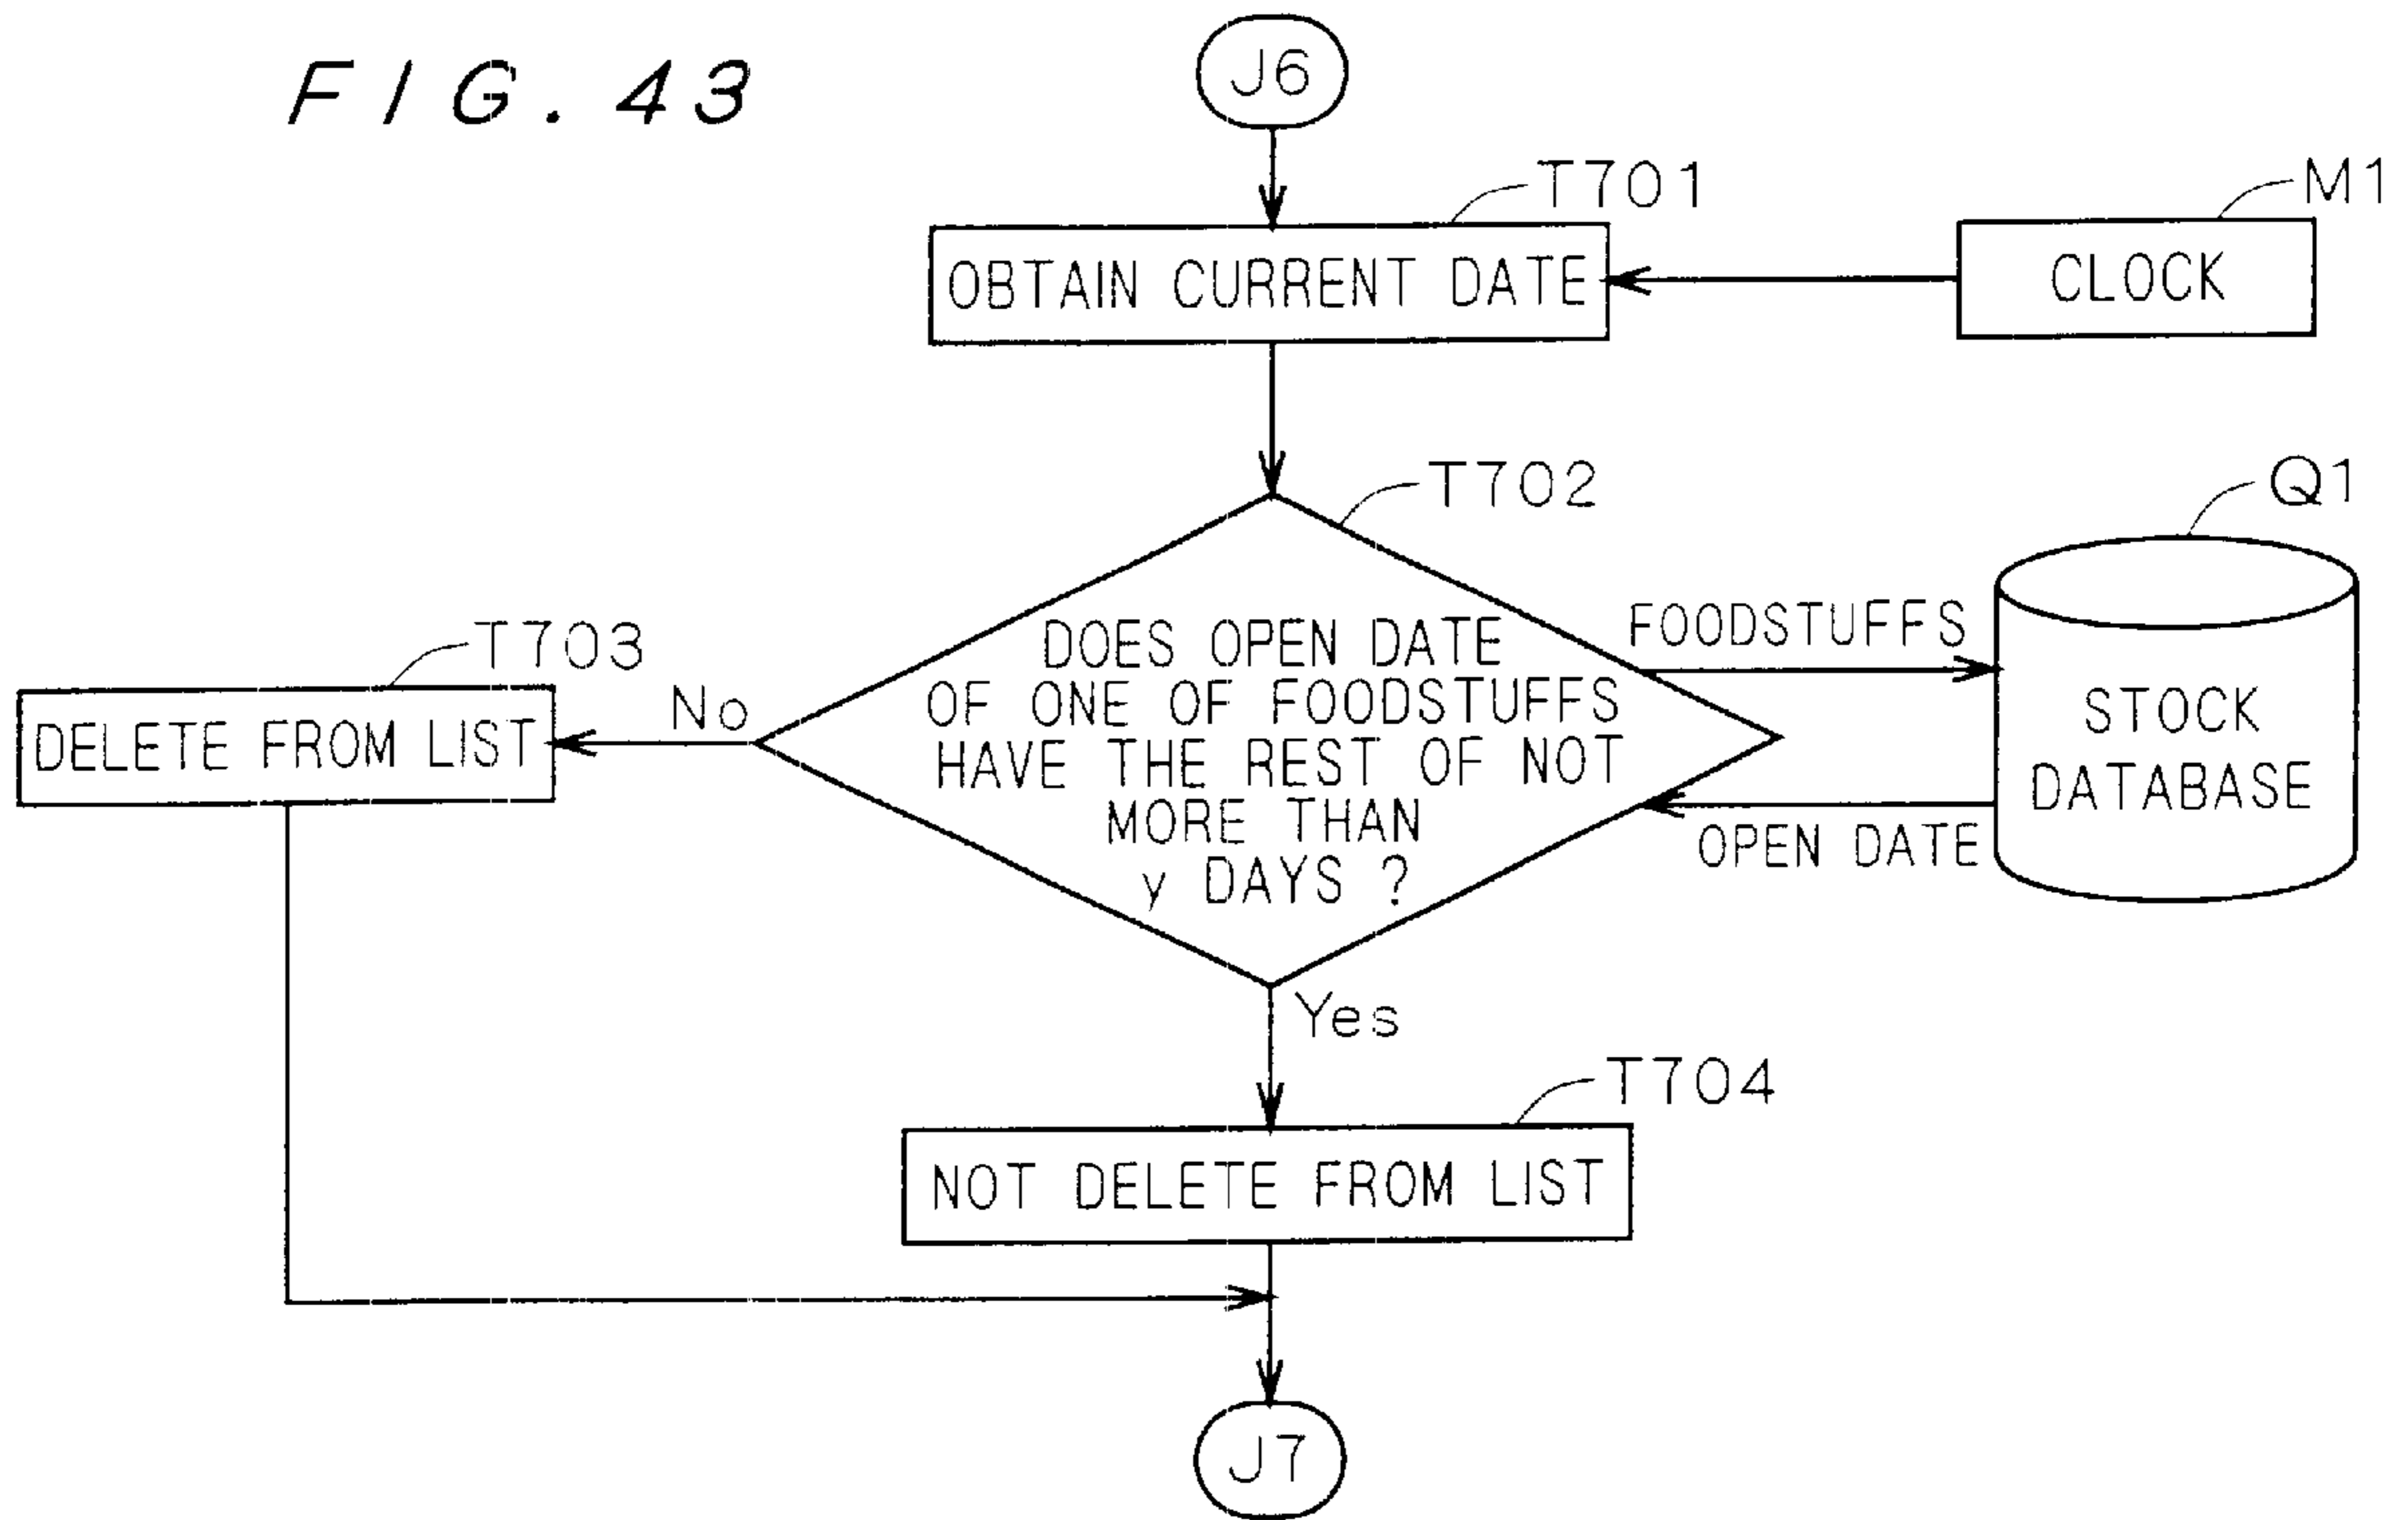 FIG. 43
J6
T701
M1
OBTAIN CURRENT DATE
CLOCK
T702
Q1
DOES OPEN DATE
OF ONE OF FOODSTUFFS
HAVE THE REST OF NOT
MORE THAN
y DAYS ?
FOODSTUFFS
STOCK
DATABASE
OPEN DATE
T703
No
DELETE FROM LIST
Yes
T704
NOT DELETE FROM LIST
J7